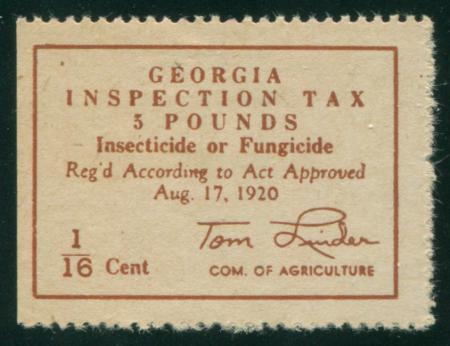 GEORGIA
INSPECTION TAX
3 POUNDS
Insecticide or Fungicide
Reg'd According to Act Approved
Aug. 17, 1920
Tom Linder
1/16 Cent
COM. OF AGRICULTURE